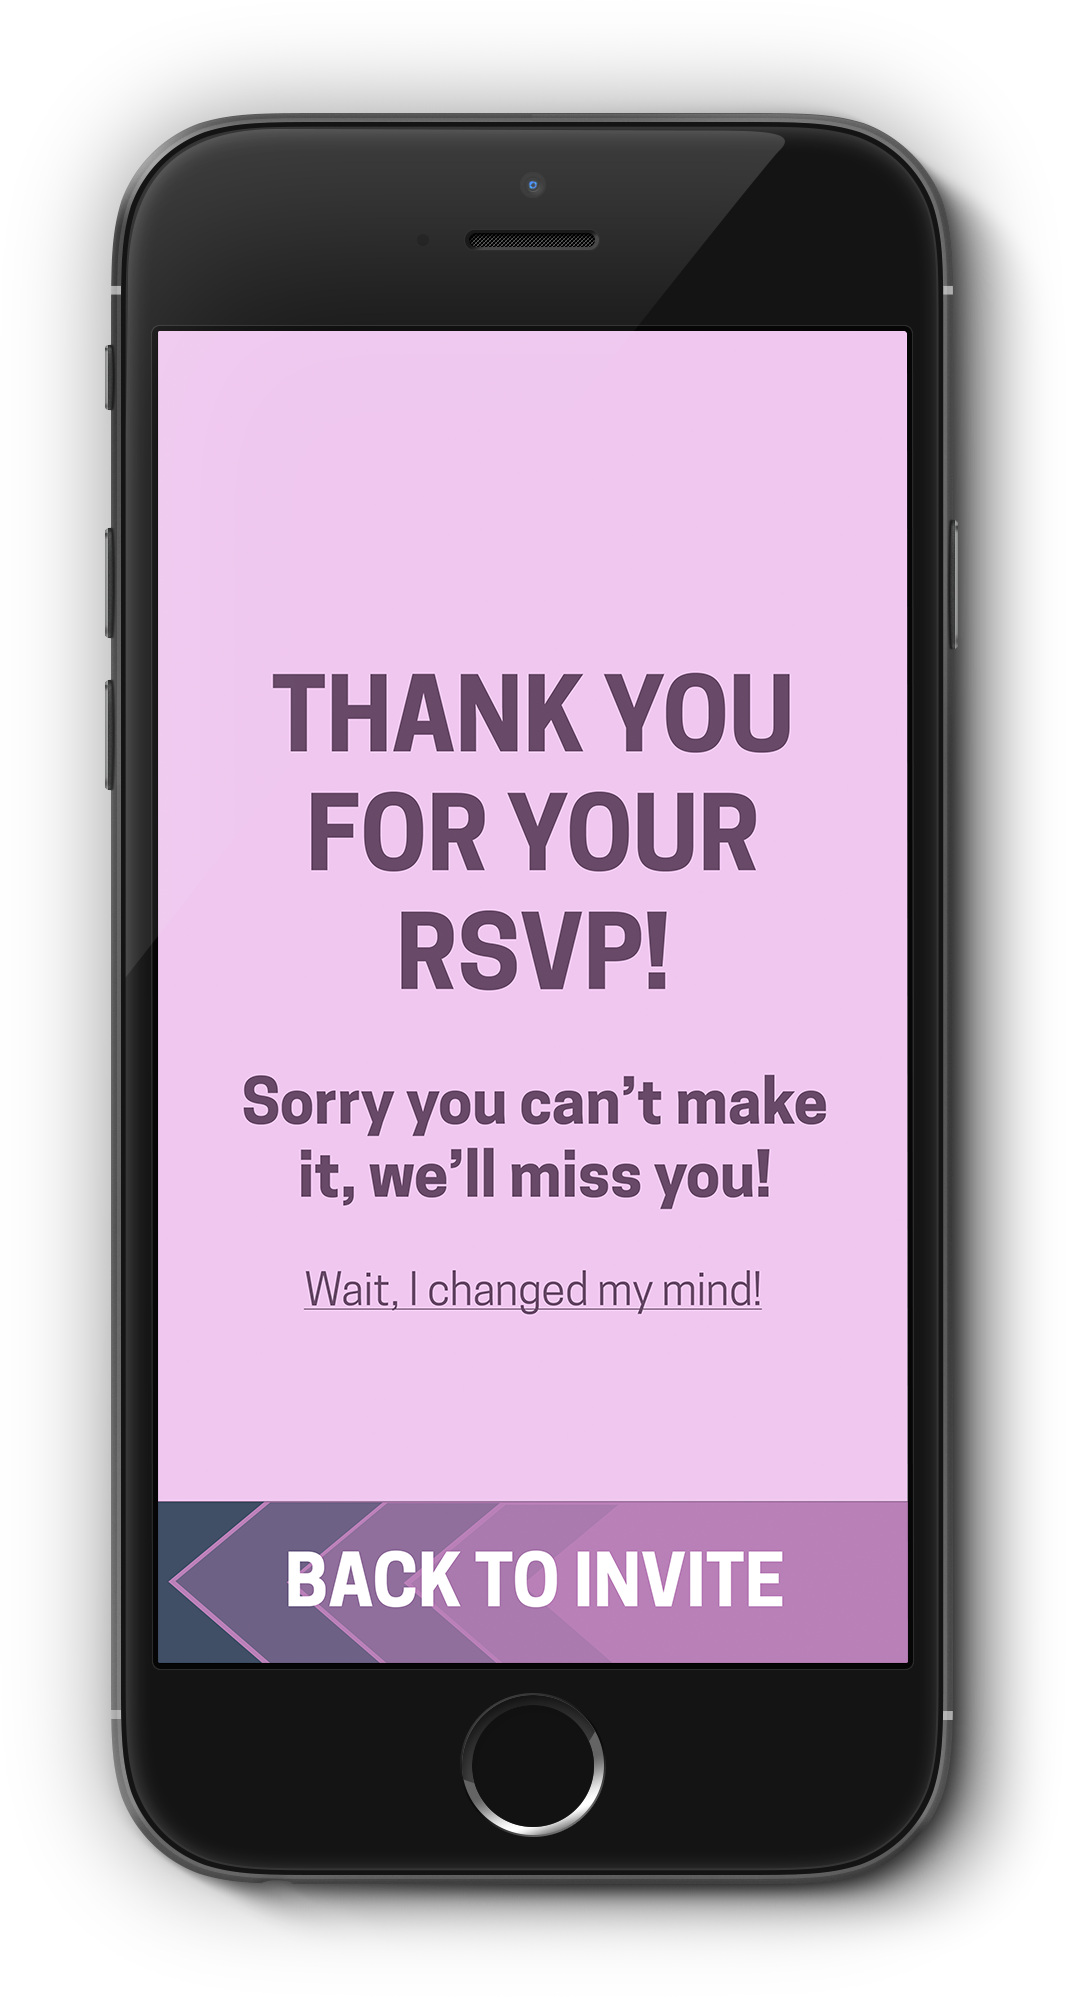 THANK YOU
FOR YOUR
RSVP!
Sorry you can’t make
it, we’ll miss you!
Wait, I changed my mind!
BACK TO INVITE